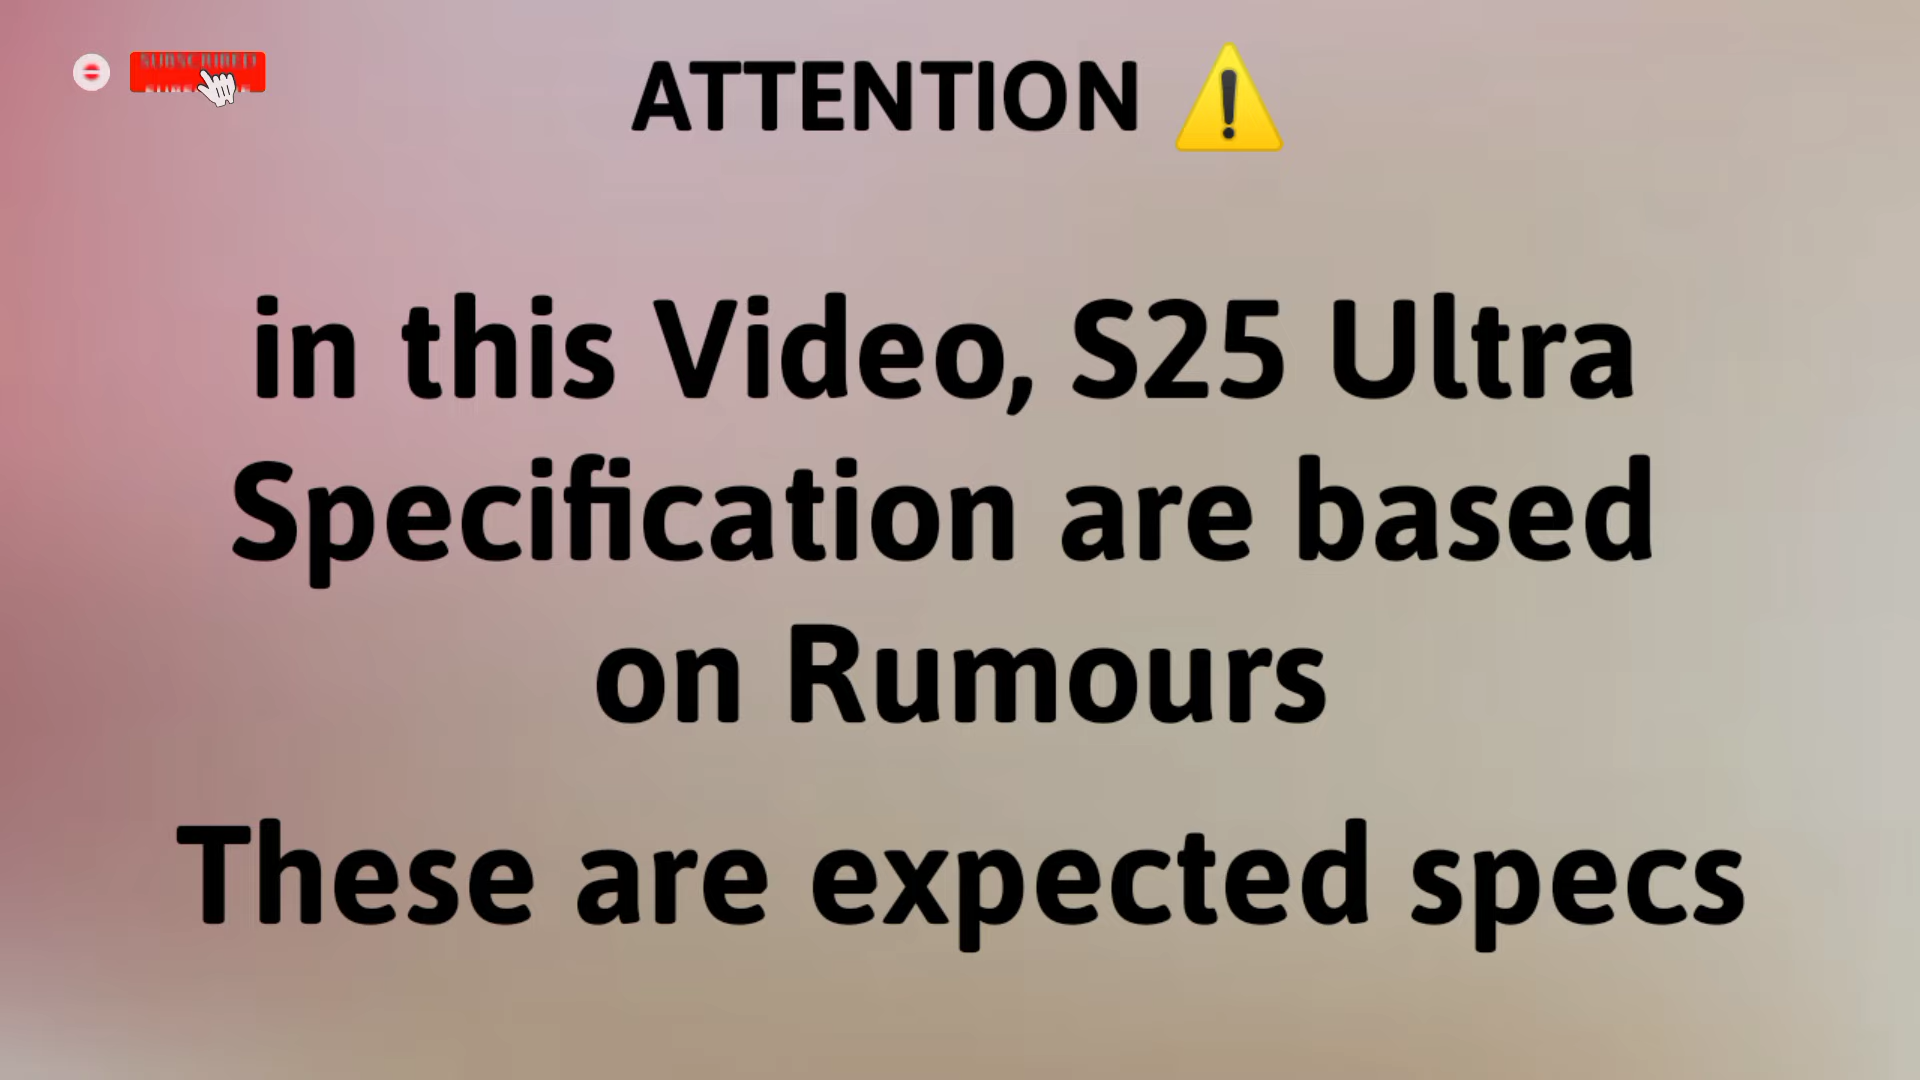 ATTENTION ⚠️
in this Video, S25 Ultra
Specification are based
on Rumours
These are expected specs